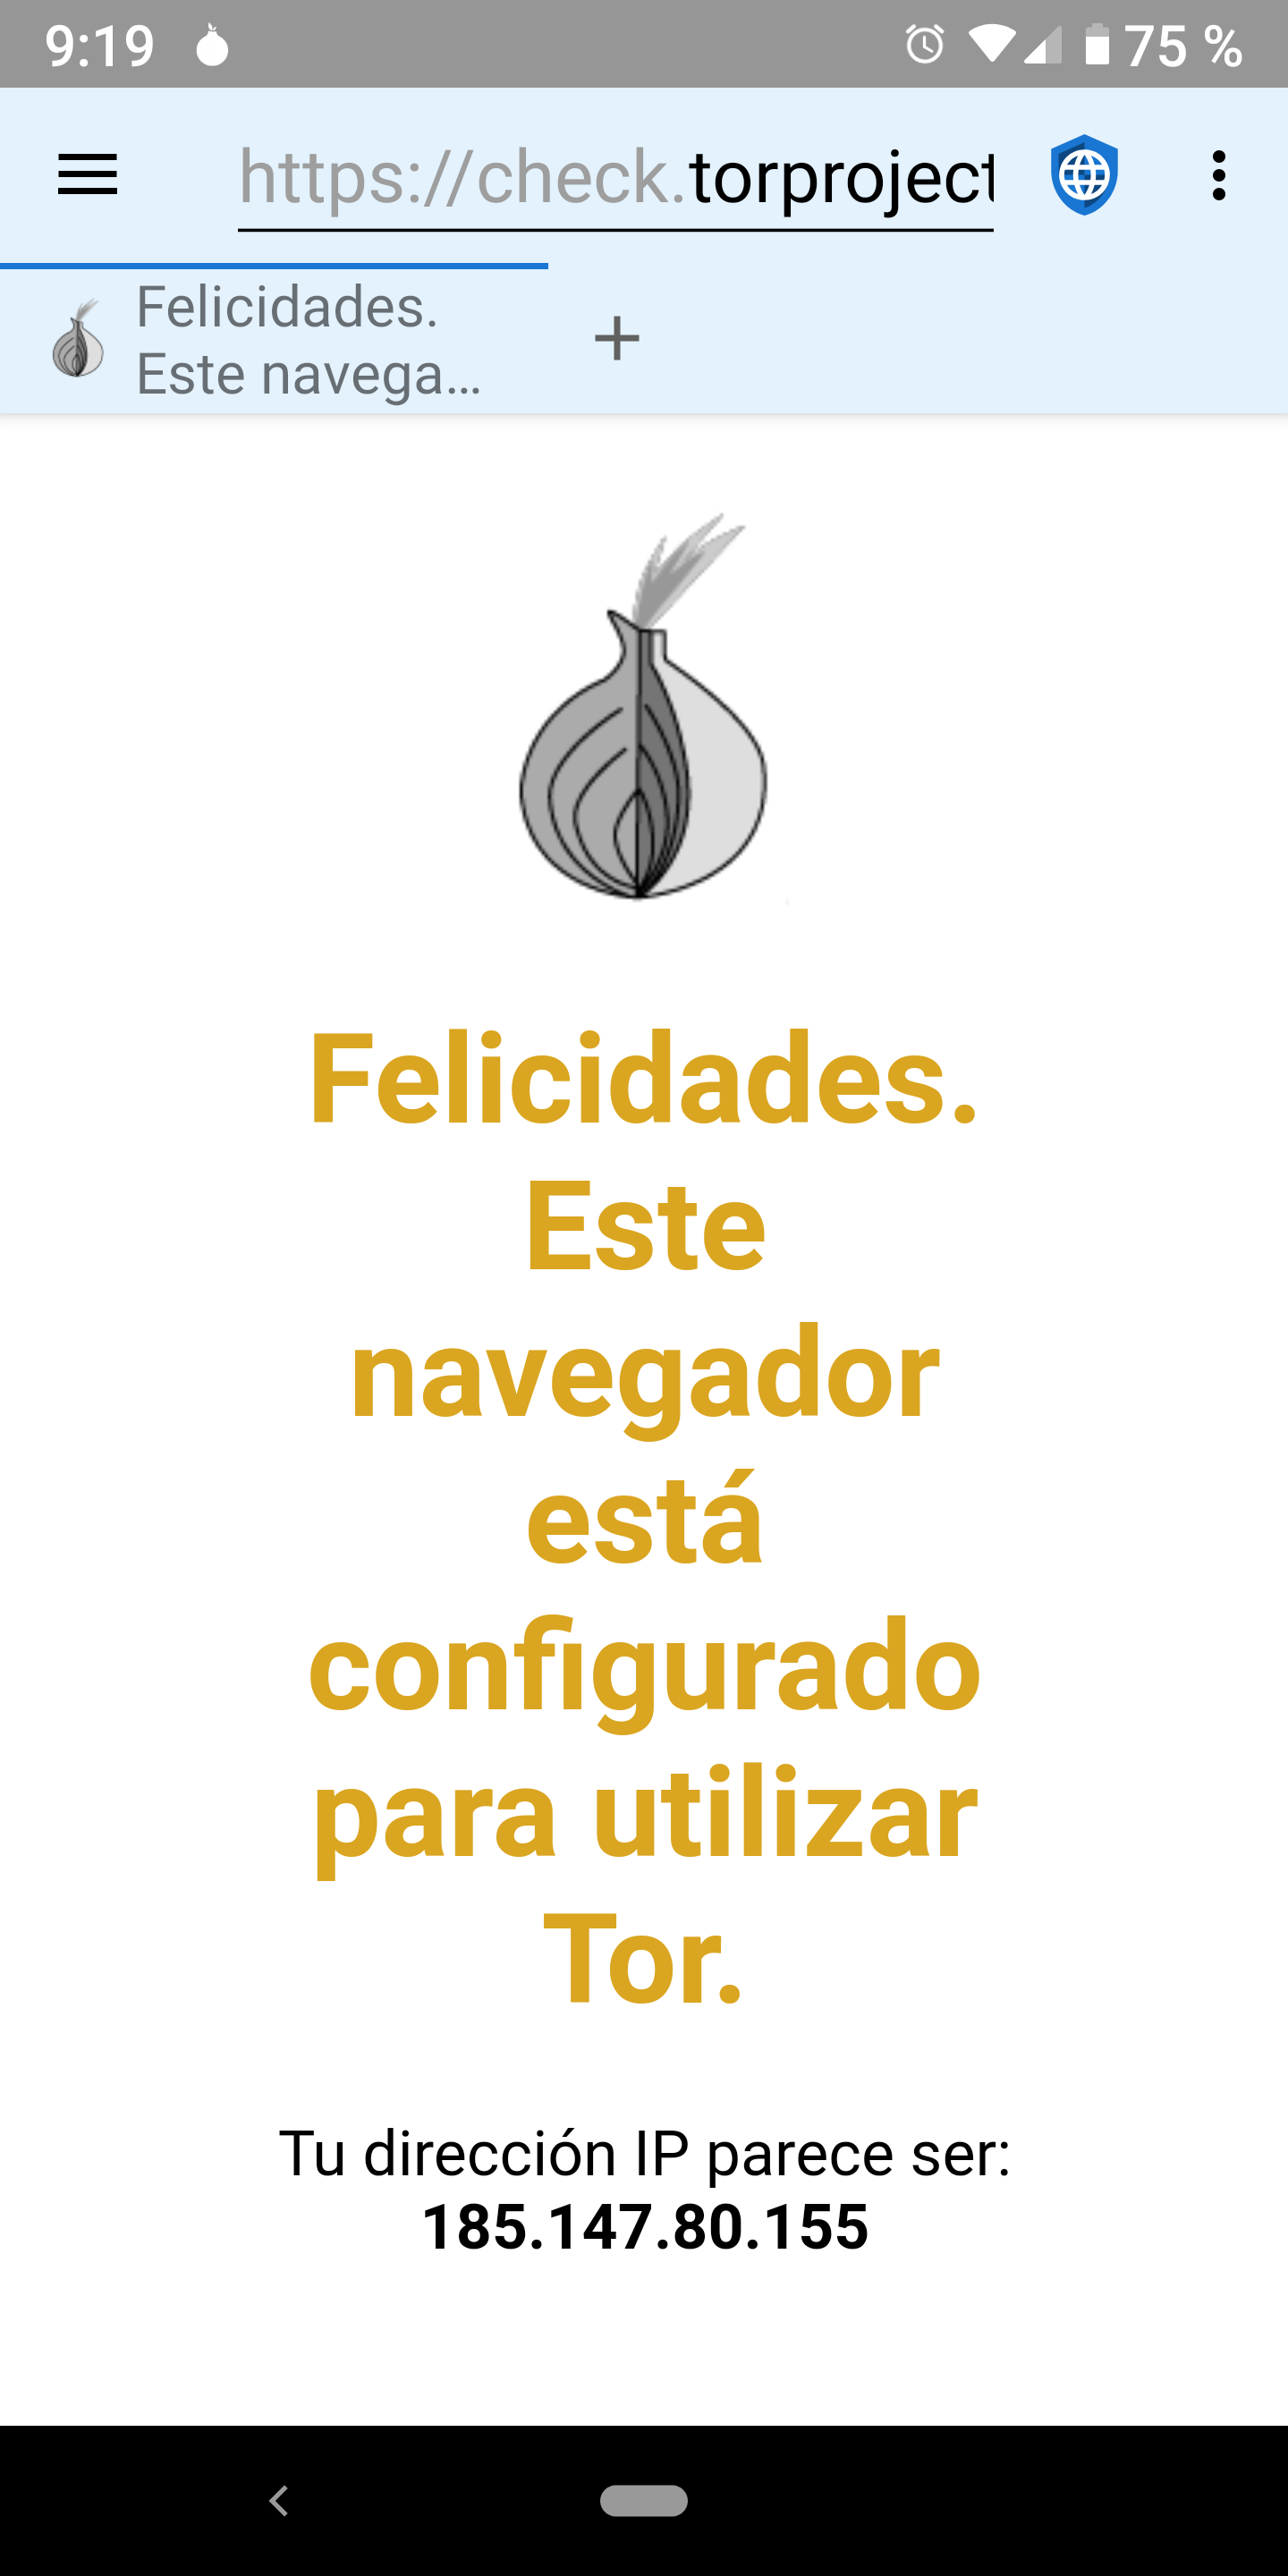 9:19
75 %
https://check.torproject
Felicidades.
Este navega...
Felicidades.
Este
navegador
está
configurado
para utilizar
Tor.
Tu dirección IP parece ser:
185.147.80.155